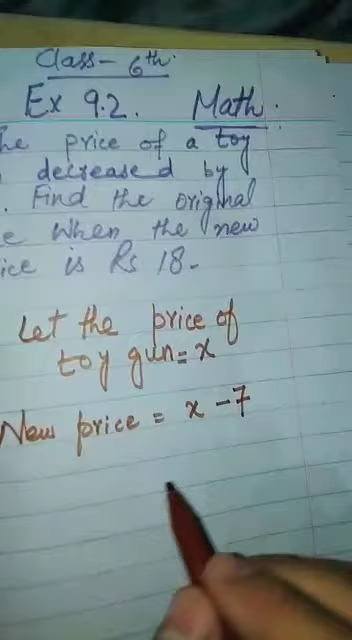 Class - 6th.
Ex 9.2. Math.
he price of a toy
decreased by
. Find the original
e when the new
ice is Rs 18.
Let the price of
toy gun = x
New price = x - 7